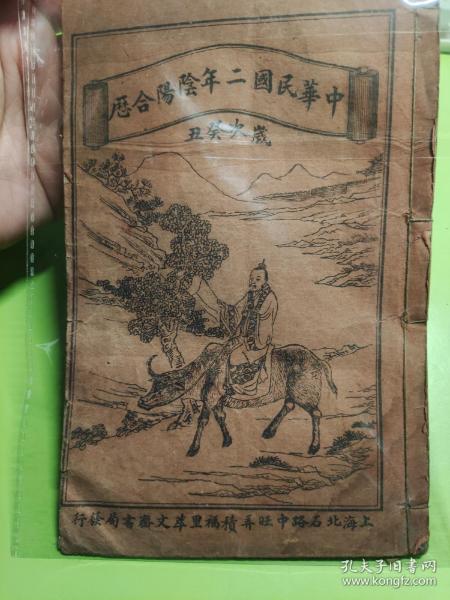 中華民國二年陰陽合厯
歲次癸丑
上海北石路中旺弄積福里萃文齋書局發行
孔夫子旧书网
www.kongfz.com